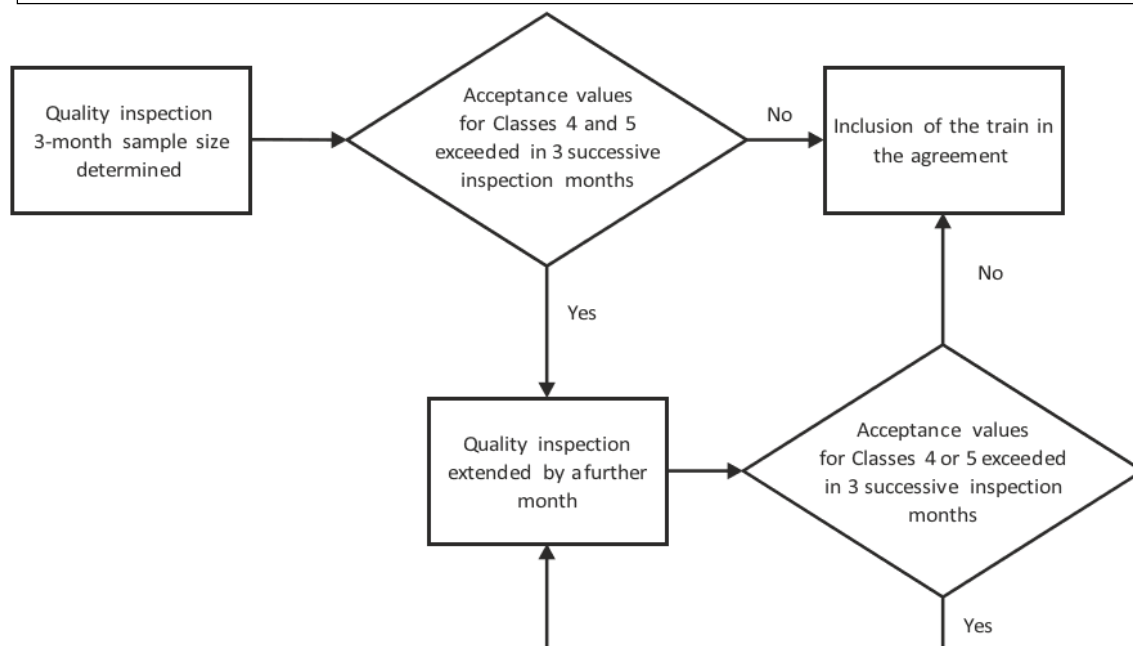 Quality inspection
3-month sample size
determined
Acceptance values
for Classes 4 and 5
exceeded in 3 successive
inspection months
No
Inclusion of the train in
the agreement
Yes
No
Quality inspection
extended by a further
month
Acceptance values
for Classes 4 or 5 exceeded
in 3 successive inspection
months
Yes